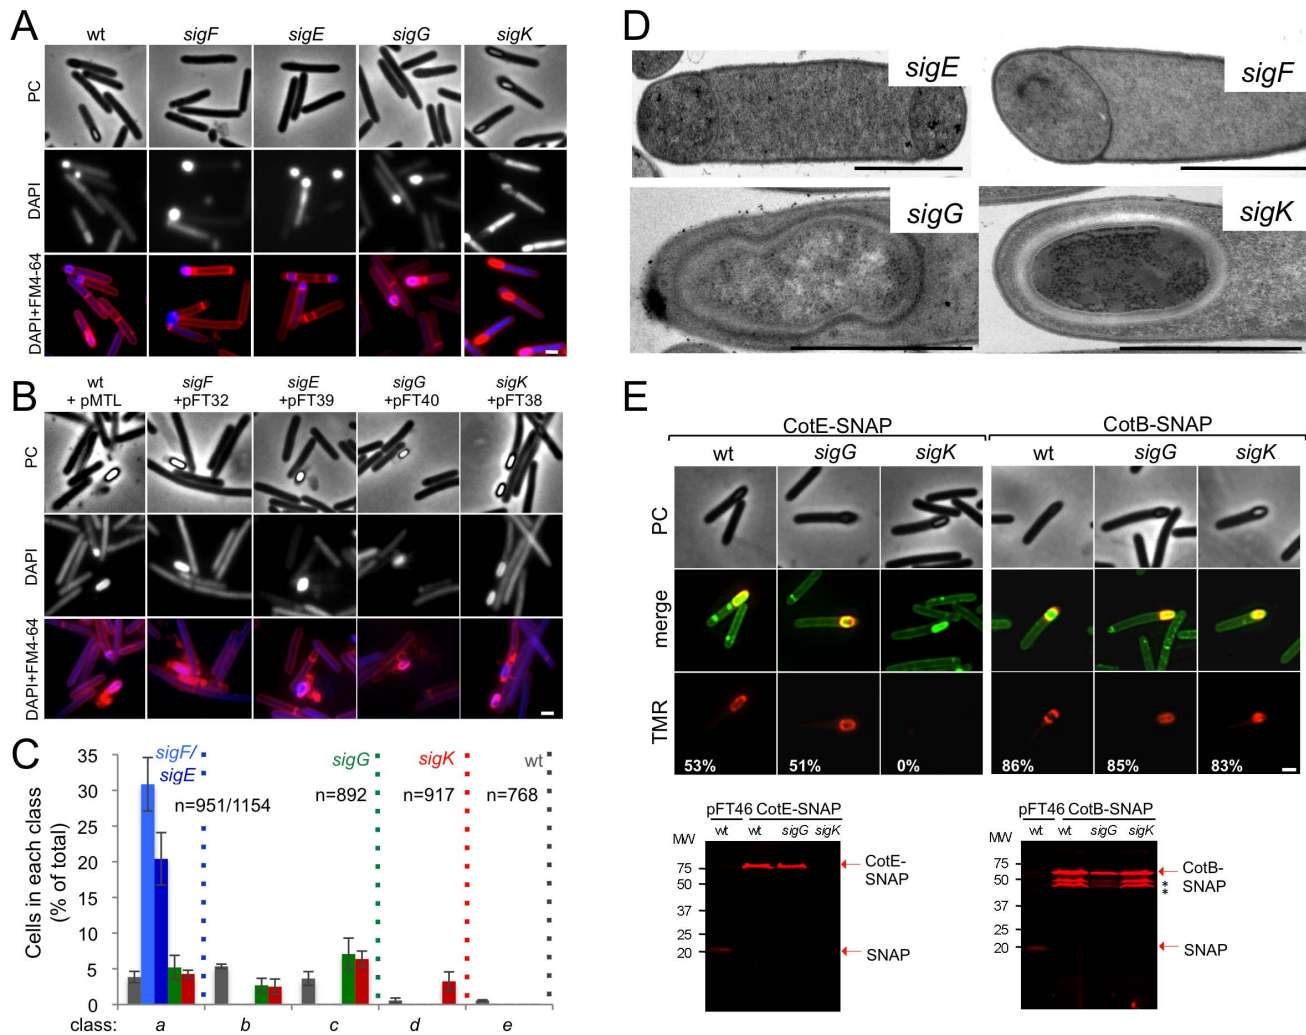 A
wt sigF sigE sigG sigK
PC
DAPI
DAPI+FM4-64
B
wt sigF sigE sigG sigK
+ pMTL +pFT32 +pFT39 +pFT40 +pFT38
PC
DAPI
DAPI+FM4-64
C
Cells in each class
(% of total)
35
30
25
20
15
10
5
0
sigF/
sigE
sigG
sigK
wt
n=951/1154
n=892
n=917
n=768
class: a b c d e
D
sigE
sigF
sigG
sigK
E
CotE-SNAP CotB-SNAP
wt sigG sigK wt sigG sigK
PC
merge
TMR
53% 51% 0% 86% 85% 83%
pFT46 CotE-SNAP
wt wt sigG sigK
MW
75
50
37
25
20
CotE-
SNAP
SNAP
pFT46 CotB-SNAP
wt wt sigG sigK
MW
75
50
37
25
20
CotB-
SNAP
*
*
SNAP